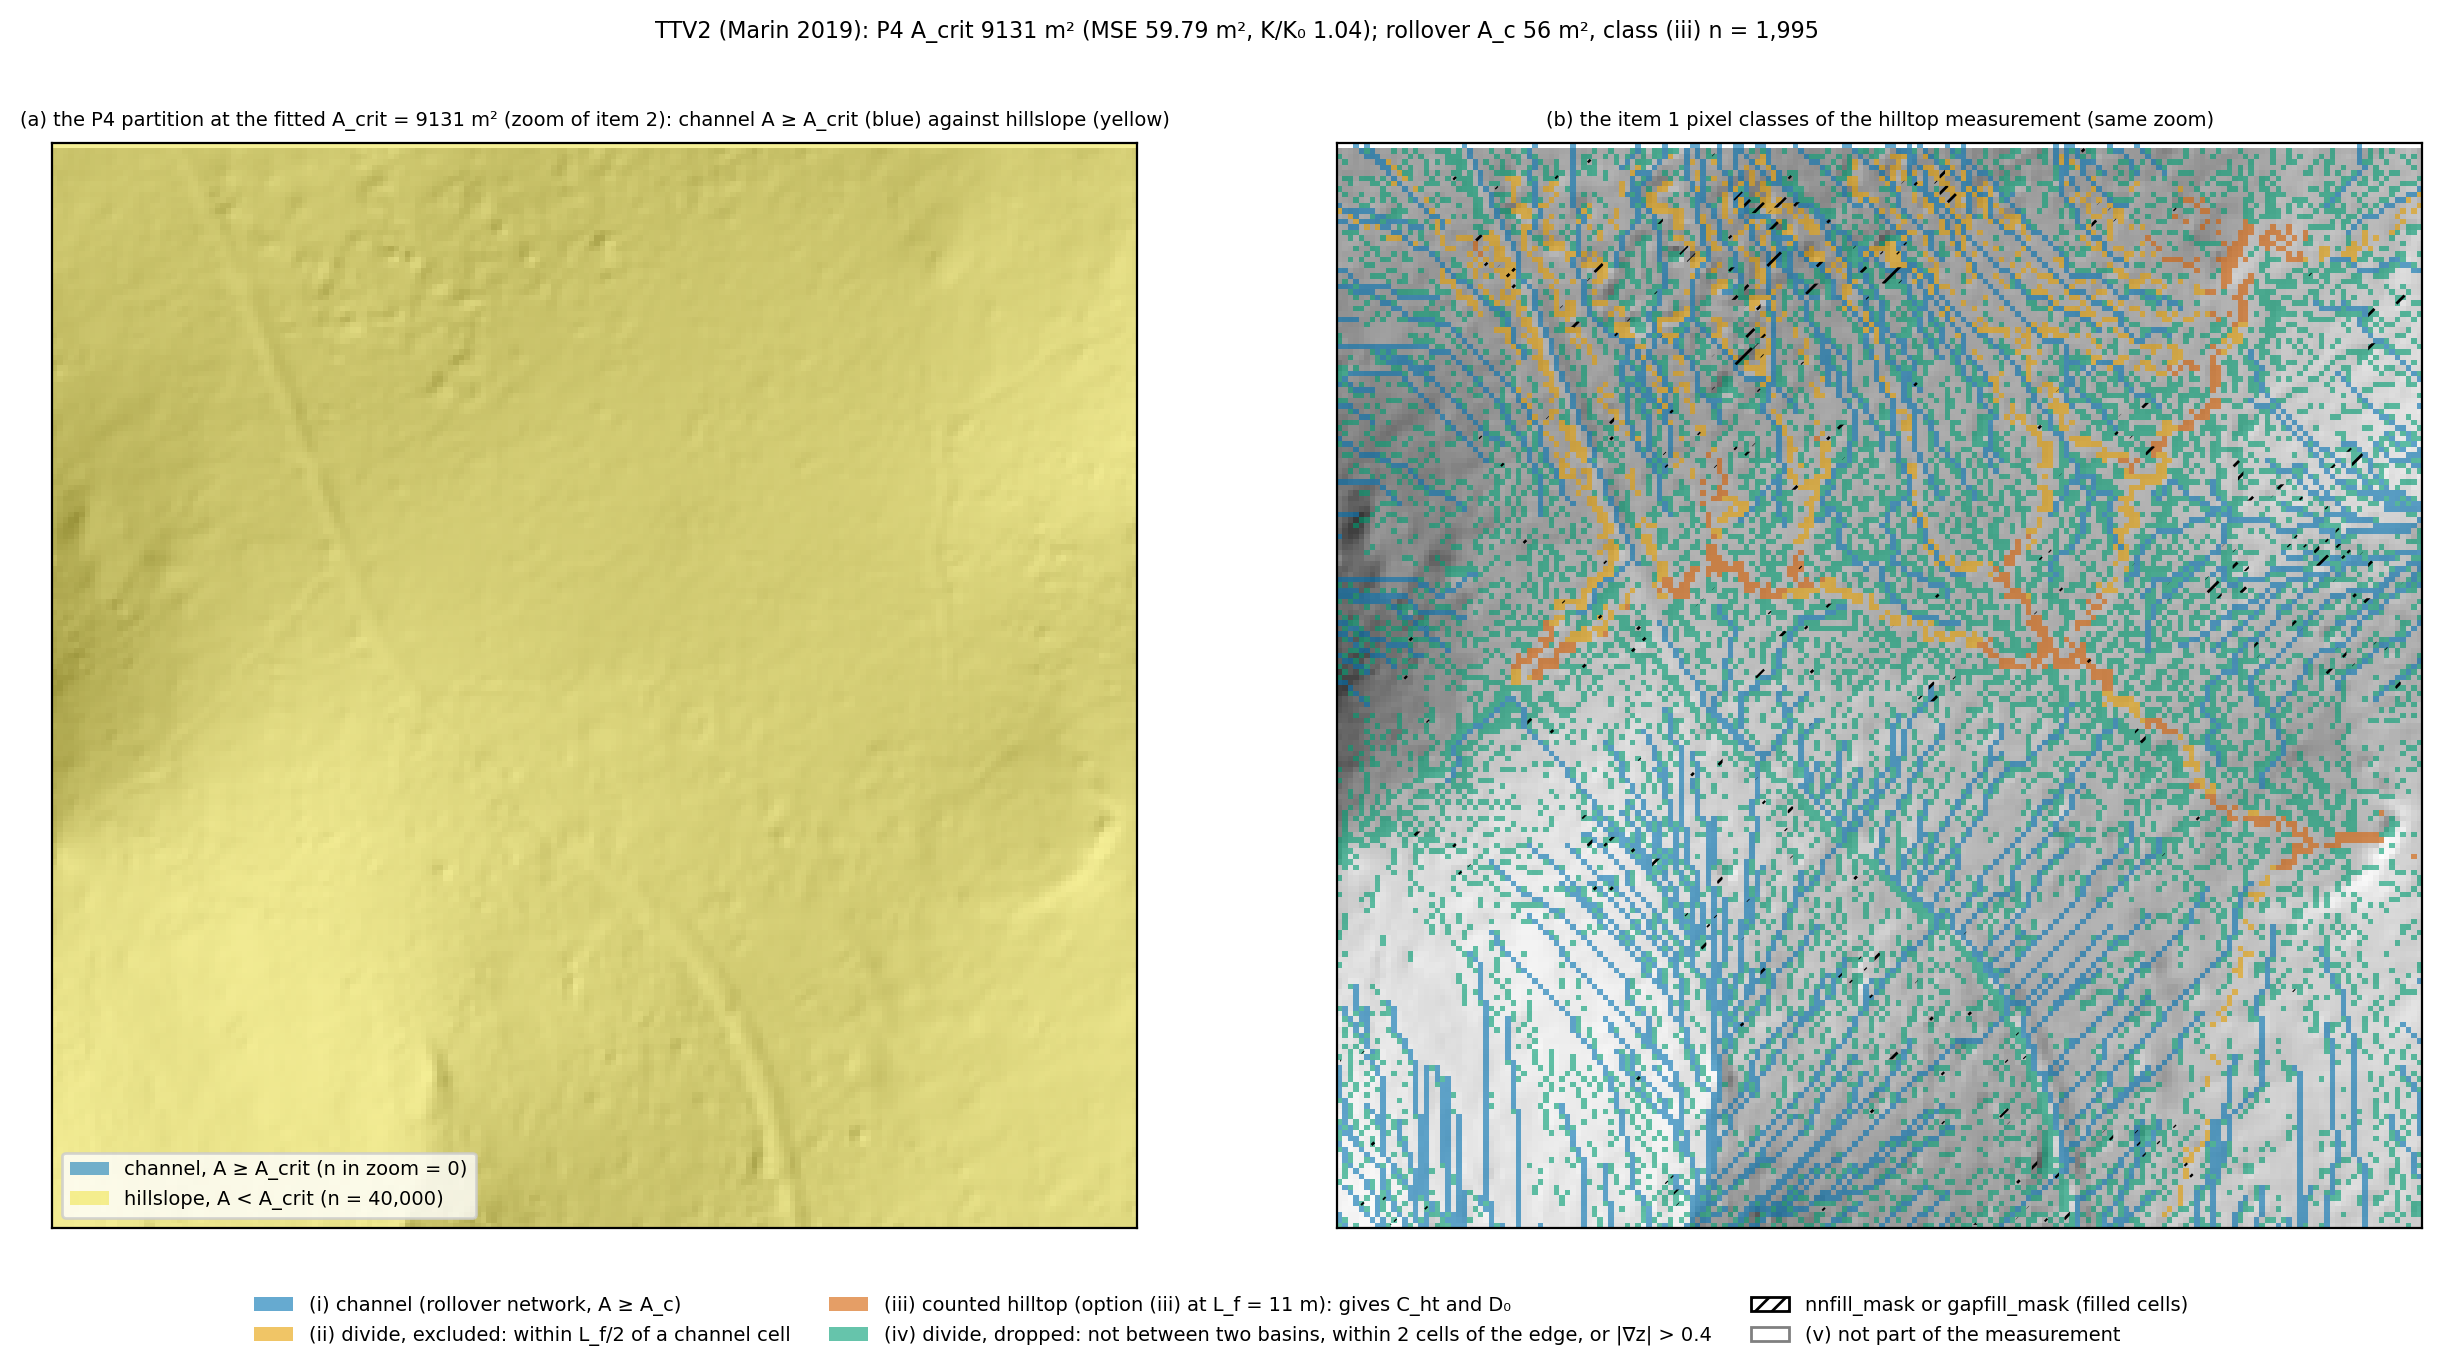 TTV2 (Marin 2019): P4 A_crit 9131 m² (MSE 59.79 m², K/K₀ 1.04); rollover A_c 56 m², class (iii) n = 1,995
(a) the P4 partition at the fitted A_crit = 9131 m² (zoom of item 2): channel A ≥ A_crit (blue) against hillslope (yellow)
(b) the item 1 pixel classes of the hilltop measurement (same zoom)
channel, A ≥ A_crit (n in zoom = 0)
hillslope, A < A_crit (n = 40,000)
(i) channel (rollover network, A ≥ A_c)
(ii) divide, excluded: within L_f/2 of a channel cell
(iii) counted hilltop (option (iii) at L_f = 11 m): gives C_ht and D₀
(iv) divide, dropped: not between two basins, within 2 cells of the edge, or |∇z| > 0.4
nnfill_mask or gapfill_mask (filled cells)
(v) not part of the measurement